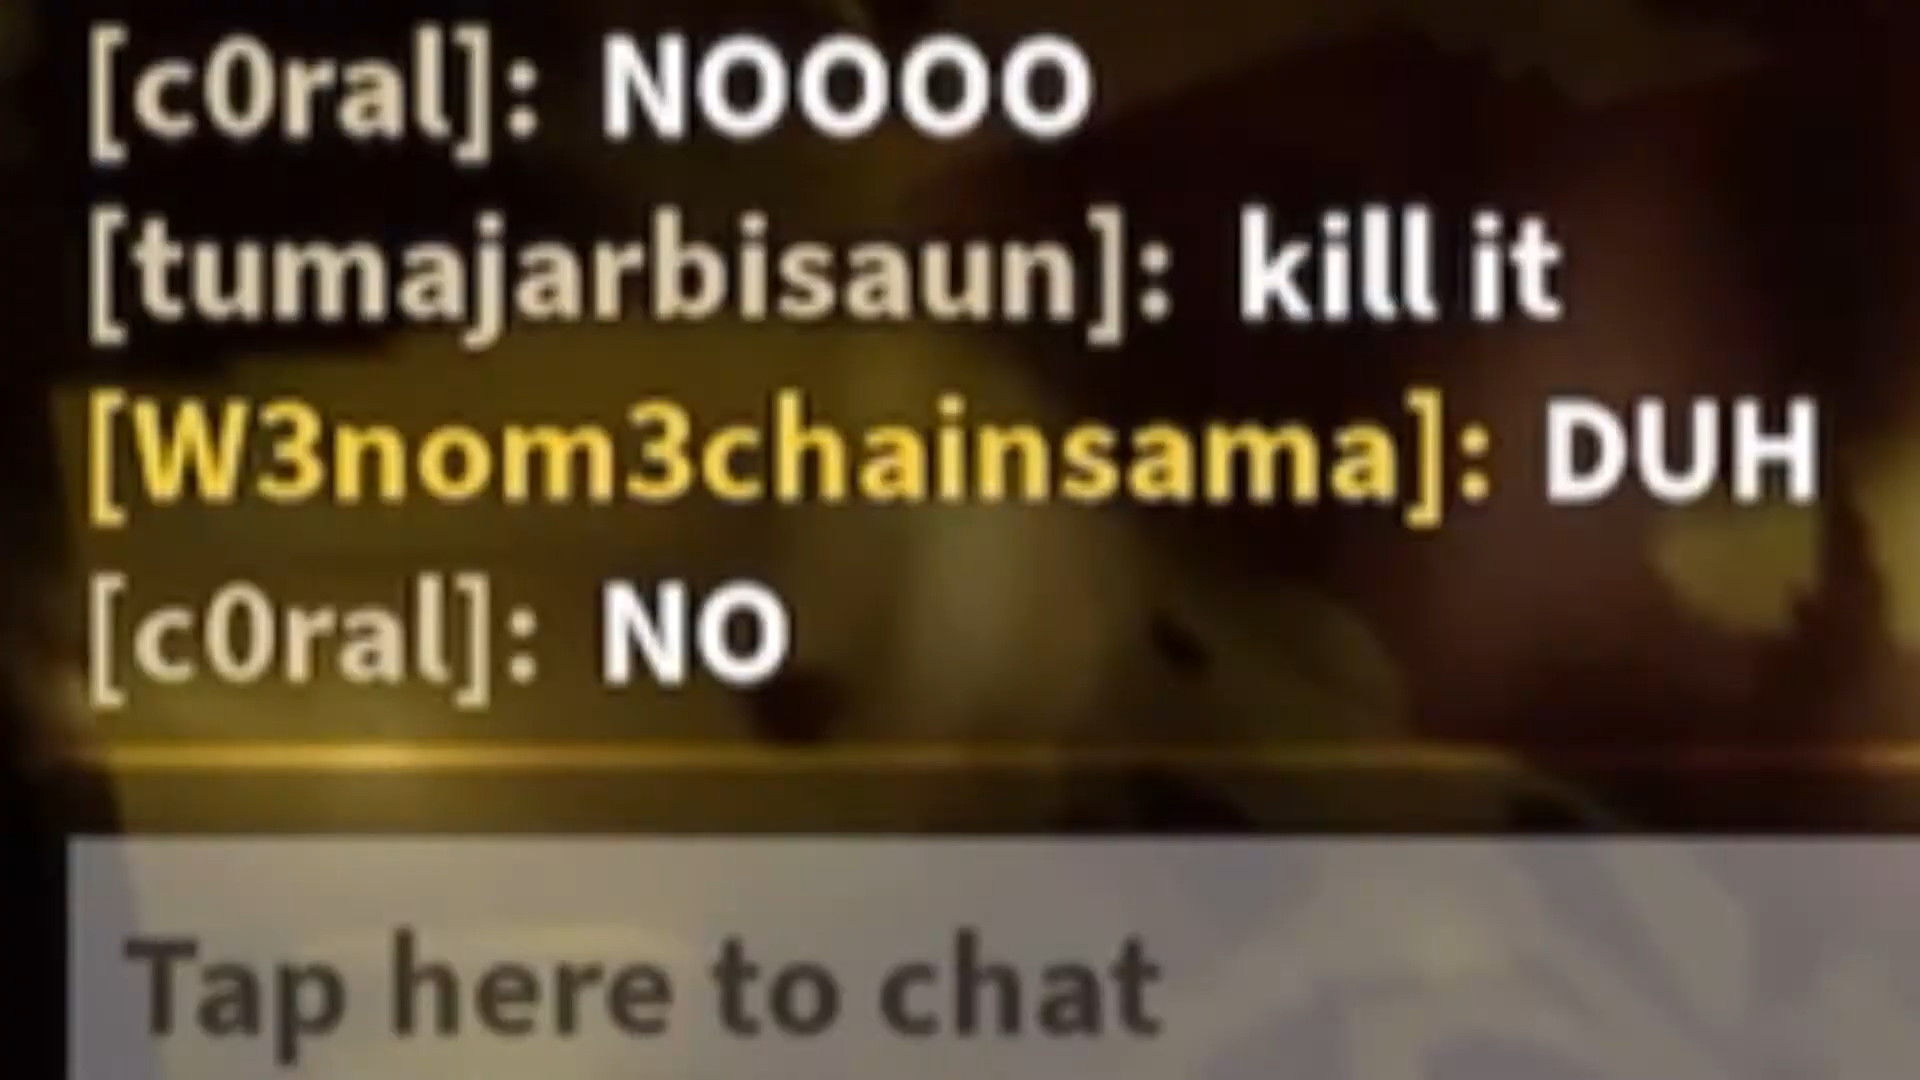 [c0ral]: NOOOO
[tumajarbisaun]: kill it
[W3nom3chainsama]: DUH
[c0ral]: NO
Tap here to chat